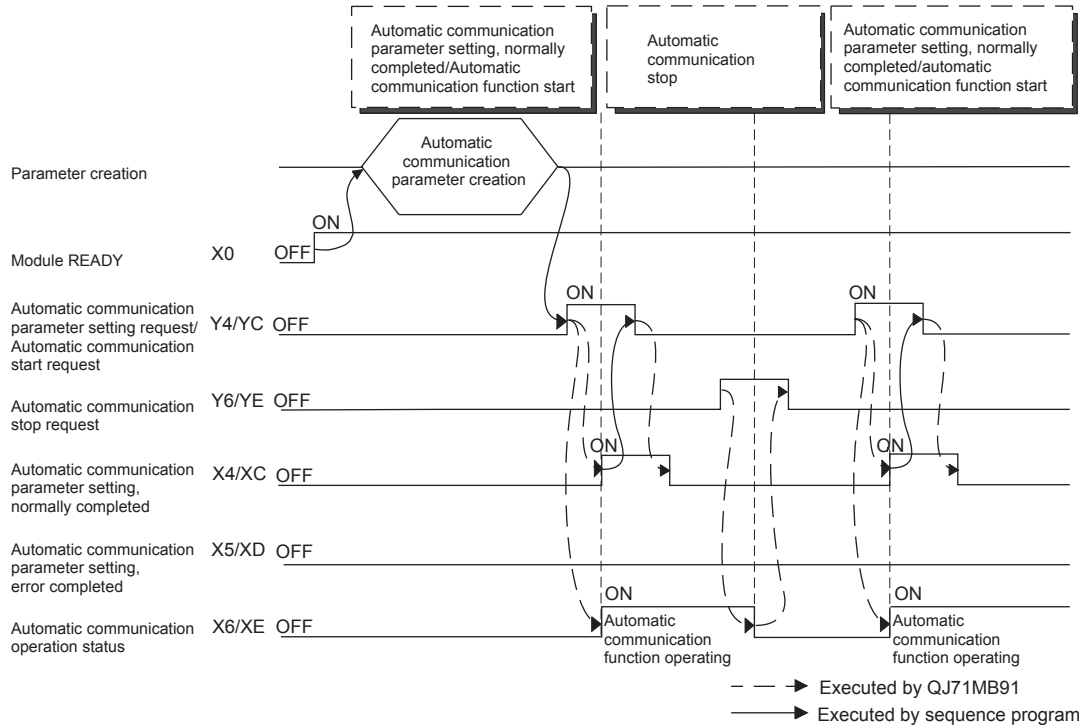 Automatic communication
parameter setting, normally
completed/Automatic
communication function start
Automatic
communication
stop
Automatic communication
parameter setting, normally
completed/automatic
communication function start
Parameter creation
Automatic
communication
parameter creation
Module READY
X0
OFF
ON
Automatic communication
parameter setting request/
Automatic communication
start request
Y4/YC
OFF
ON
ON
Automatic communication
stop request
Y6/YE
OFF
Automatic communication
parameter setting,
normally completed
X4/XC
OFF
ON
ON
Automatic communication
parameter setting,
error completed
X5/XD
OFF
Automatic communication
operation status
X6/XE
OFF
ON
Automatic
communication
function operating
ON
Automatic
communication
function operating
Executed by QJ71MB91
Executed by sequence program